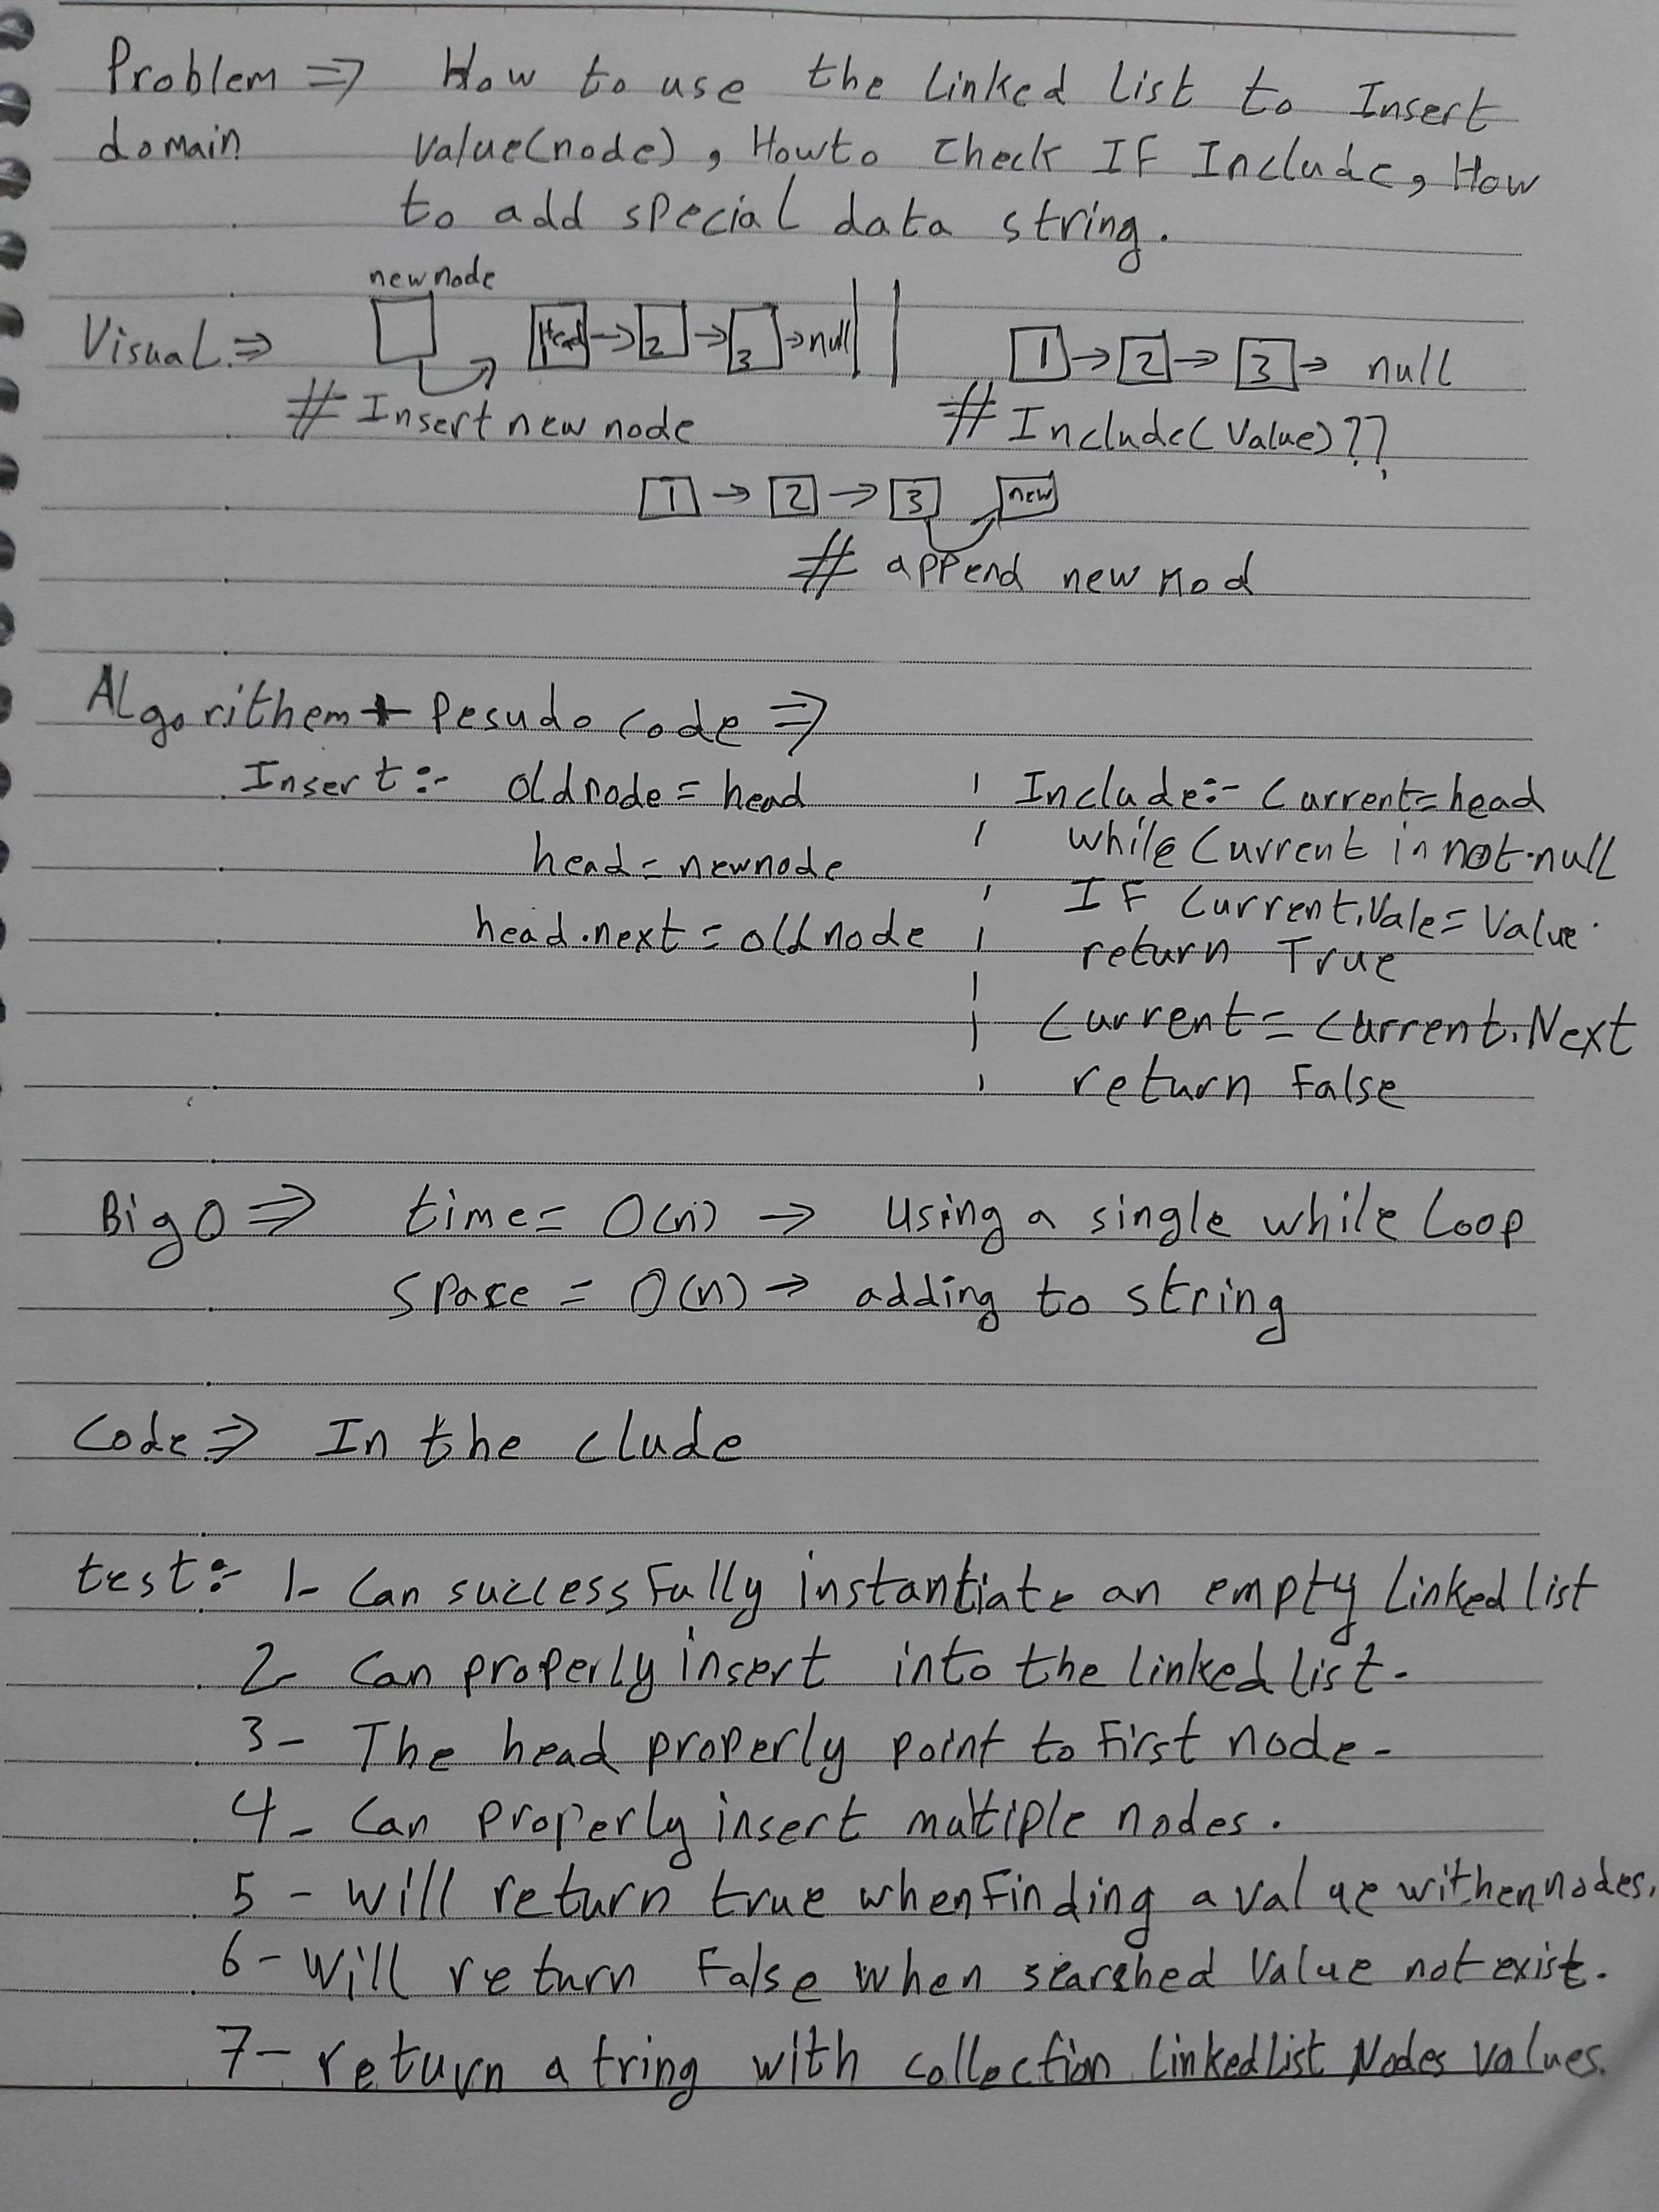 Problem ⇒ How to use the Linked List to Insert
domain value(node), How to check IF Include, How
to add special data string.
new node
Visual ⇒ Head → 2 → 3 → null 1 → 2 → 3 → null
# Insert new node # Include(Value)??
1 → 2 → 3 new
# append new nod
Algorithem + Pesudo code ⇒
Insert:- oldnode = head
head = newnode
head.next = oldnode
Include:- Current = head
while Current in not null
IF Current.Vale = Value
return True
Current = Current.Next
return False
Big O ⇒ time = O(n) → Using a single while Loop
space = O(n) → adding to string
Code ⇒ In the clude
test:- 1- Can successfully instantiate an empty Linked list
2- Can properly insert into the linked list.
3- The head properly point to First node-
4- Can properly insert multiple nodes.
5- will return true when Finding a value withen nodes.
6- Will return False when searched Value not exist.
7- return a tring with collection Linked list Nodes values.